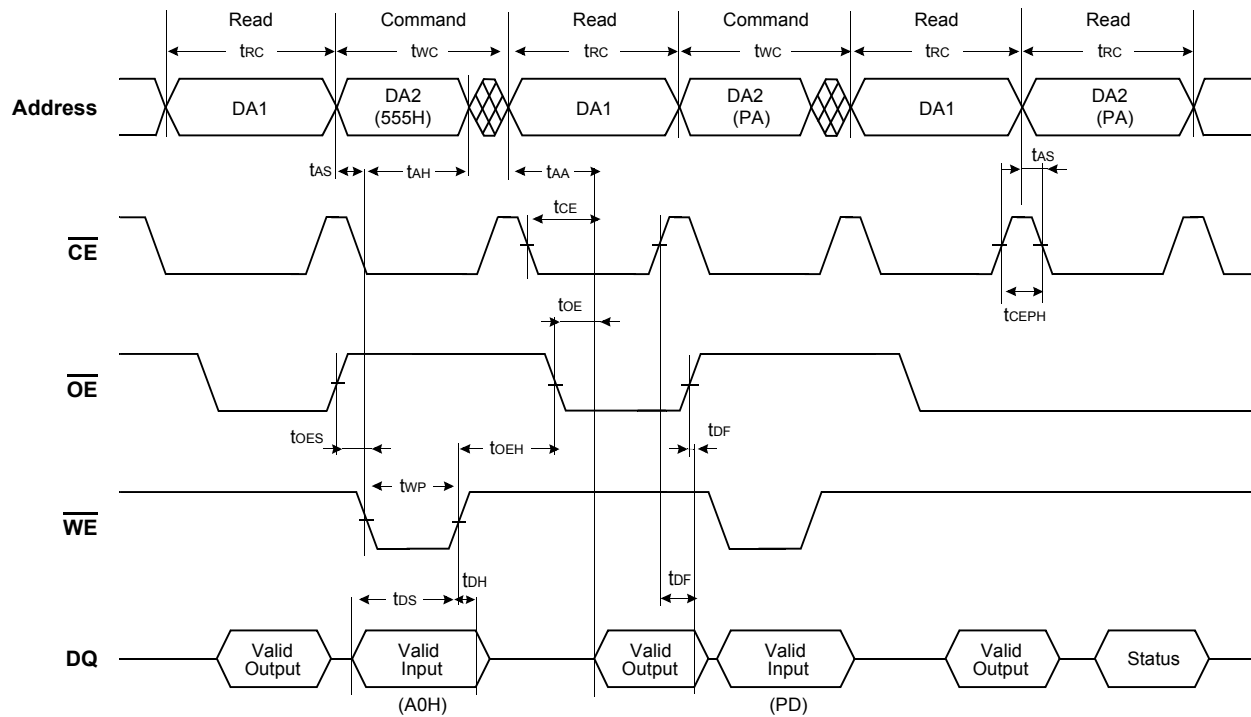 Read Command Read Command Read Read
tRC tWC tRC tWC tRC tRC
Address DA1 DA2 DA1 DA2 DA1 DA2
(555H) (PA) (PA)
tAS tAH tAA tAS
tCE
CE
tOE tCEPH
OE
tOES tOEH tDF
tWP
WE
tDS tDH tDF
DQ Valid Valid Valid Valid Valid Status
Output Input Output Input Output
(A0H) (PD)